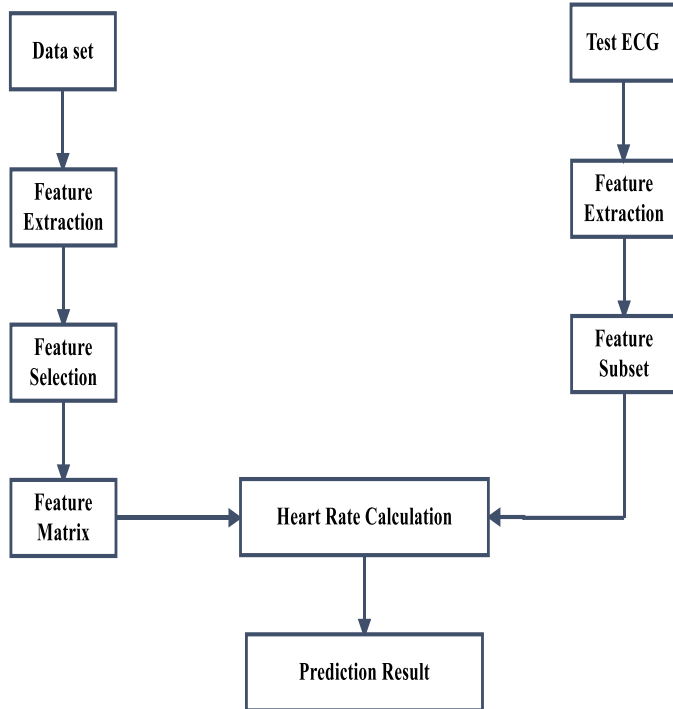 Data set
Feature
Extraction
Feature
Selection
Feature
Matrix
Test ECG
Feature
Extraction
Feature
Subset
Heart Rate Calculation
Prediction Result